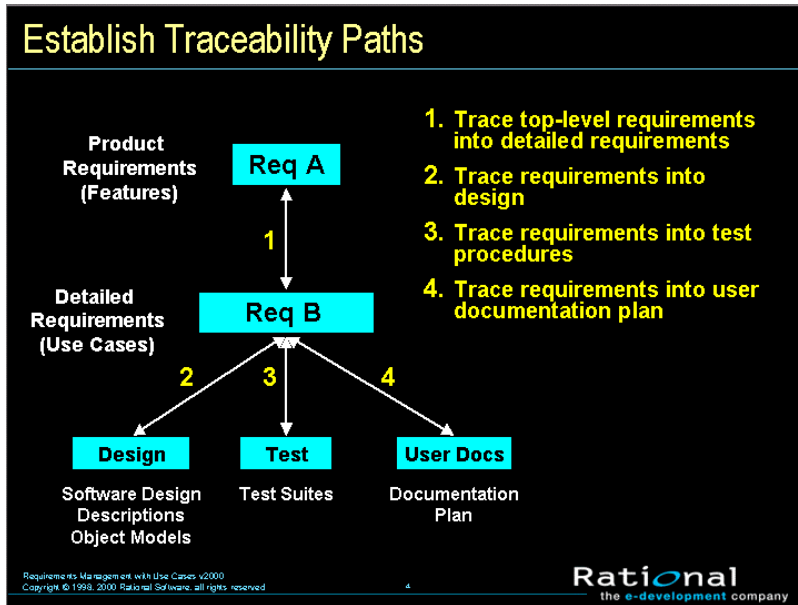 Establish Traceability Paths
Product
Requirements
(Features)
Req A
1
Detailed
Requirements
(Use Cases)
Req B
2
3
4
Design
Test
User Docs
Software Design
Descriptions
Object Models
Test Suites
Documentation
Plan
1. Trace top-level requirements
into detailed requirements
2. Trace requirements into
design
3. Trace requirements into test
procedures
4. Trace requirements into user
documentation plan
Requirements Management with Use Cases v2000
Copyright © 1998, 2000 Rational Software, all rights reserved
4
Rational
the e-development company